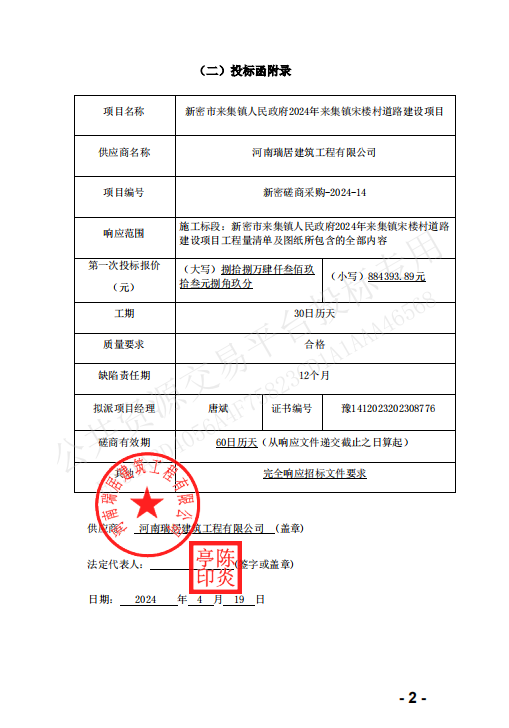 （二）投标函附录
项目名称 新密市来集镇人民政府2024年来集镇宋楼村道路建设项目
供应商名称 河南瑞居建筑工程有限公司
项目编号 新密磋商采购-2024-14
响应范围 施工标段：新密市来集镇人民政府2024年来集镇宋楼村道路
建设项目工程量清单及图纸所包含的全部内容
第一次投标报价
（元）
（大写）捌拾捌万肆仟叁佰玖
拾叁元捌角玖分
（小写）884393.89元
工期 30日历天
质量要求 合格
缺陷责任期 12个月
拟派项目经理 唐斌 证书编号 豫1412023202308776
磋商有效期 60日历天（从响应文件递交截止之日算起）
其他 完全响应招标文件要求
供应商： 河南瑞居建筑工程有限公司 （盖章）
法定代表人： （签字或盖章）
日期： 2024 年 4 月 19 日
河南瑞居建筑工程有限公司
陈炎
亭印
公共资源交易平台投标专用
- 2 -